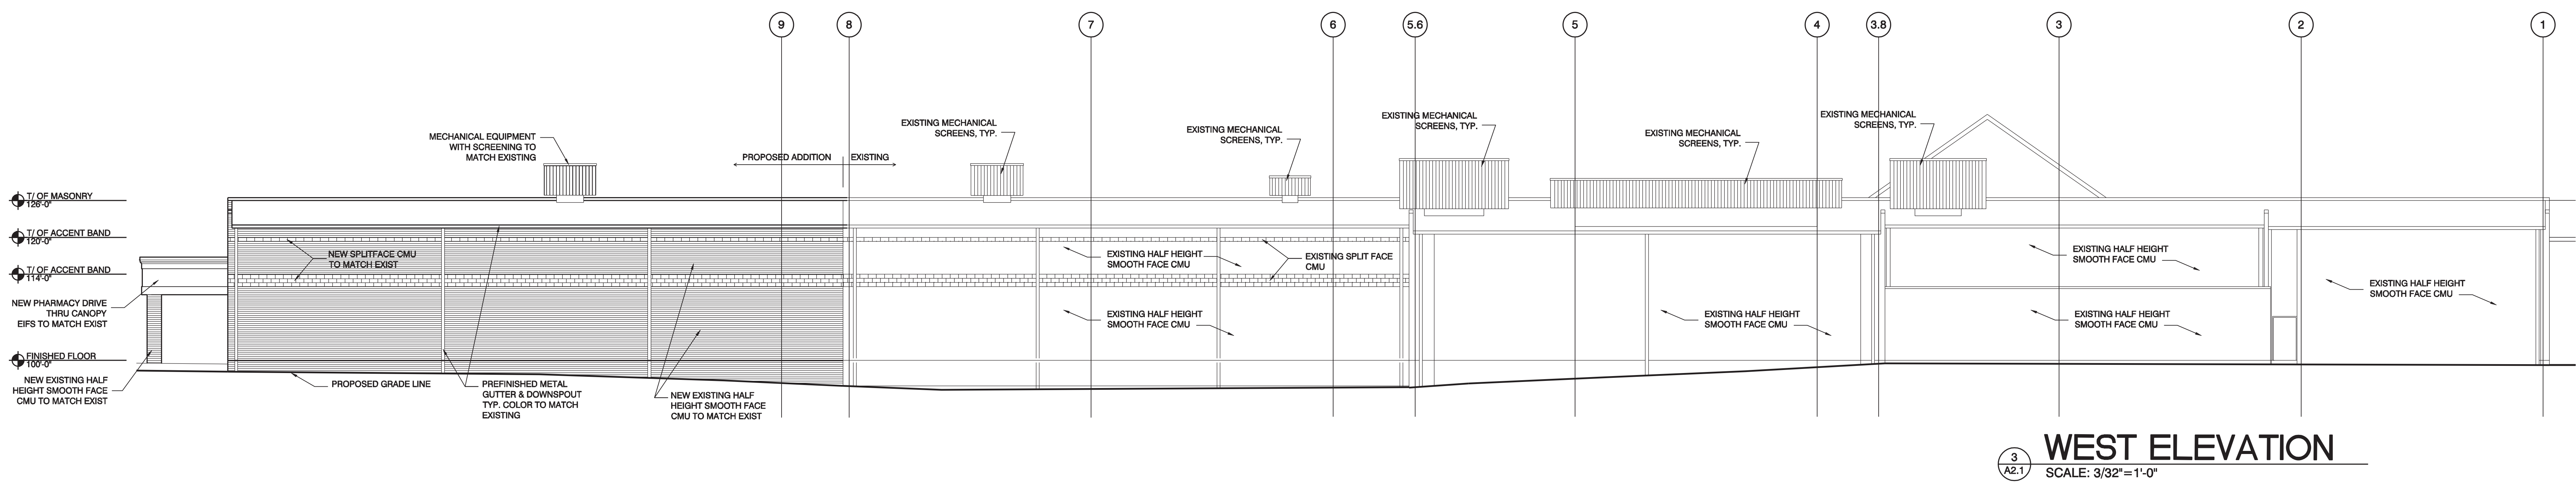 9
8
7
6
5.6
5
4
3.8
3
2
1
MECHANICAL EQUIPMENT
WITH SCREENING TO
MATCH EXISTING
PROPOSED ADDITION
EXISTING
EXISTING MECHANICAL
SCREENS, TYP.
EXISTING MECHANICAL
SCREENS, TYP.
EXISTING MECHANICAL
SCREENS, TYP.
EXISTING MECHANICAL
SCREENS, TYP.
EXISTING MECHANICAL
SCREENS, TYP.
T/ OF MASONRY
126'-0"
T/ OF ACCENT BAND
120'-0"
T/ OF ACCENT BAND
114'-0"
NEW PHARMACY DRIVE
THRU CANOPY
EIFS TO MATCH EXIST
FINISHED FLOOR
100'-0"
NEW EXISTING HALF
HEIGHT SMOOTH FACE
CMU TO MATCH EXIST
NEW SPLITFACE CMU
TO MATCH EXIST
PROPOSED GRADE LINE
PREFINISHED METAL
GUTTER & DOWNSPOUT
TYP. COLOR TO MATCH
EXISTING
NEW EXISTING HALF
HEIGHT SMOOTH FACE
CMU TO MATCH EXIST
EXISTING HALF HEIGHT
SMOOTH FACE CMU
EXISTING HALF HEIGHT
SMOOTH FACE CMU
EXISTING SPLIT FACE
CMU
EXISTING HALF HEIGHT
SMOOTH FACE CMU
EXISTING HALF HEIGHT
SMOOTH FACE CMU
EXISTING HALF HEIGHT
SMOOTH FACE CMU
EXISTING HALF HEIGHT
SMOOTH FACE CMU
3
A2.1
WEST ELEVATION
SCALE: 3/32"=1'-0"